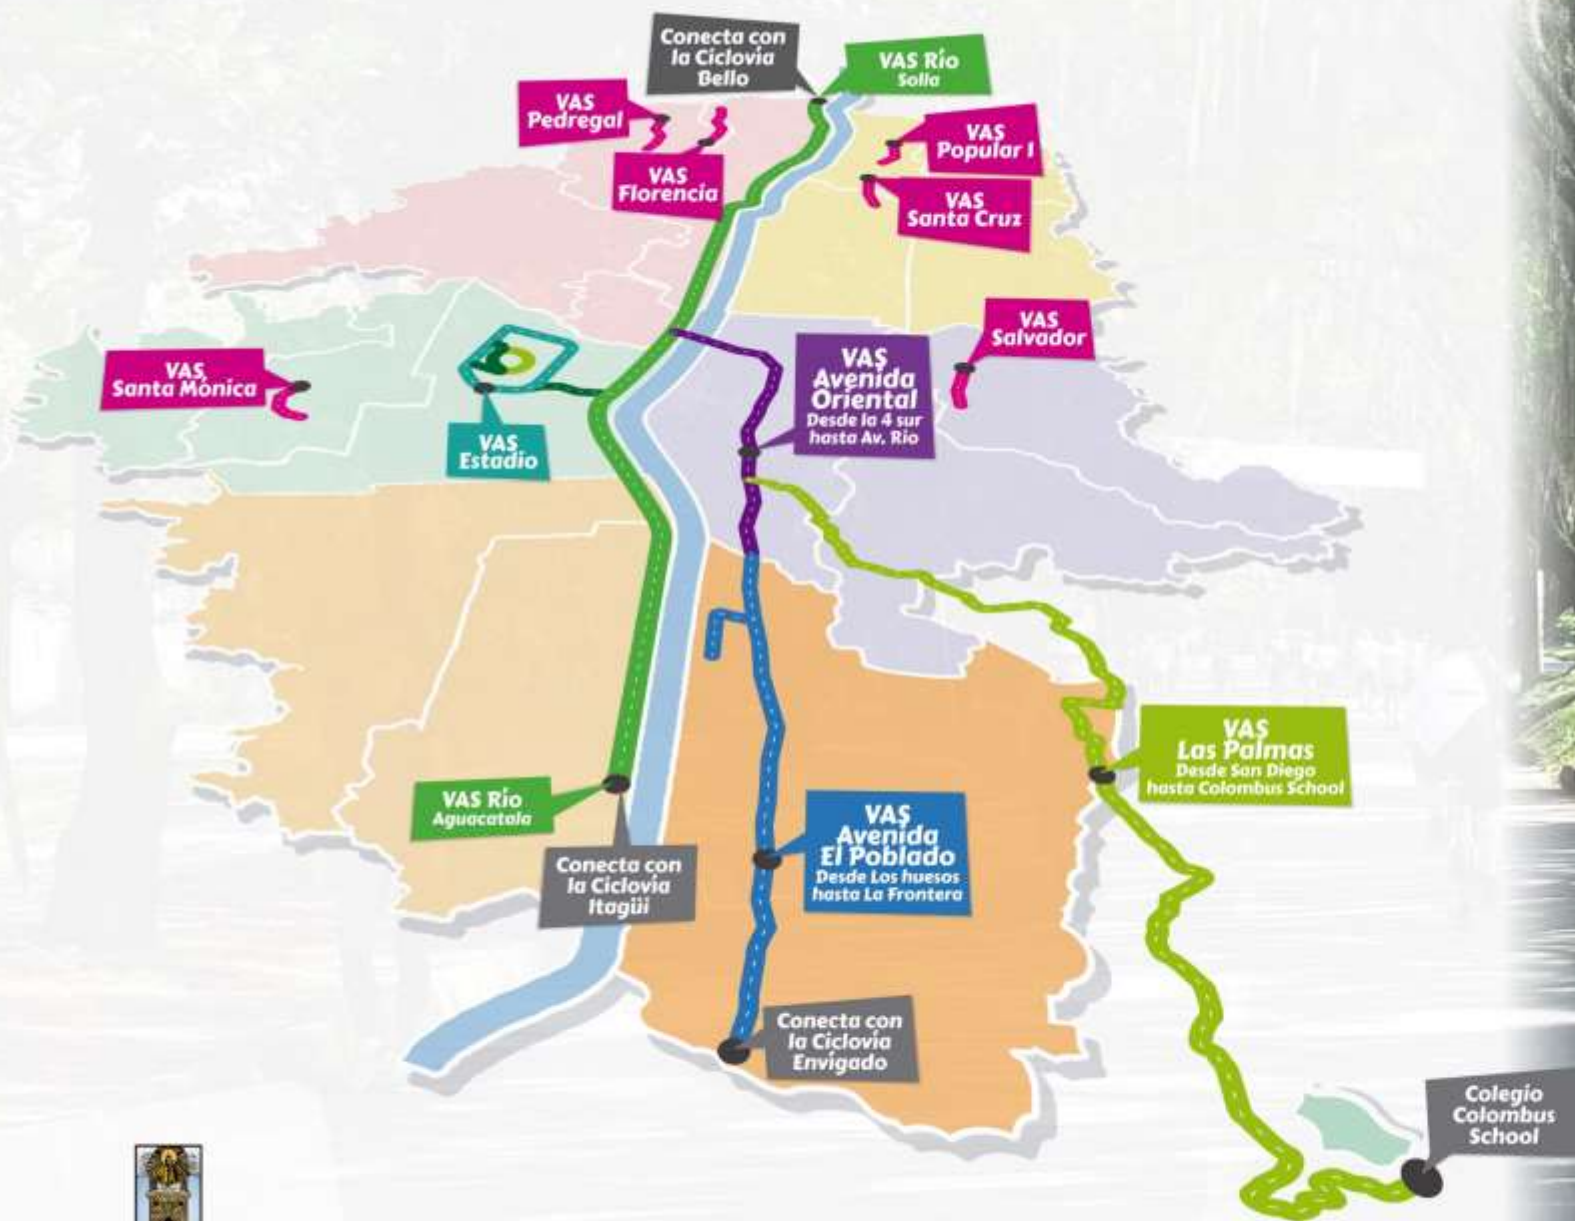 Conecta con
la Ciclovía
Bello
VAS Río
Solla
VAS
Pedregal
VAS
Florencia
VAS
Popular 1
VAS
Santa Cruz
VAS
Santa Mónica
VAS
Estadio
VAS
Avenida
Oriental
Desde la 4 sur
hasta Av. Río
VAS
Salvador
VAS
Las Palmas
Desde San Diego
hasta Colombus School
VAS Río
Aguacatala
Conecta con
la Ciclovía
Itagüi
VAS
Avenida
El Poblado
Desde Los huesos
hasta La Frontera
Conecta con
la Ciclovía
Envigado
Colegio
Colombus
School